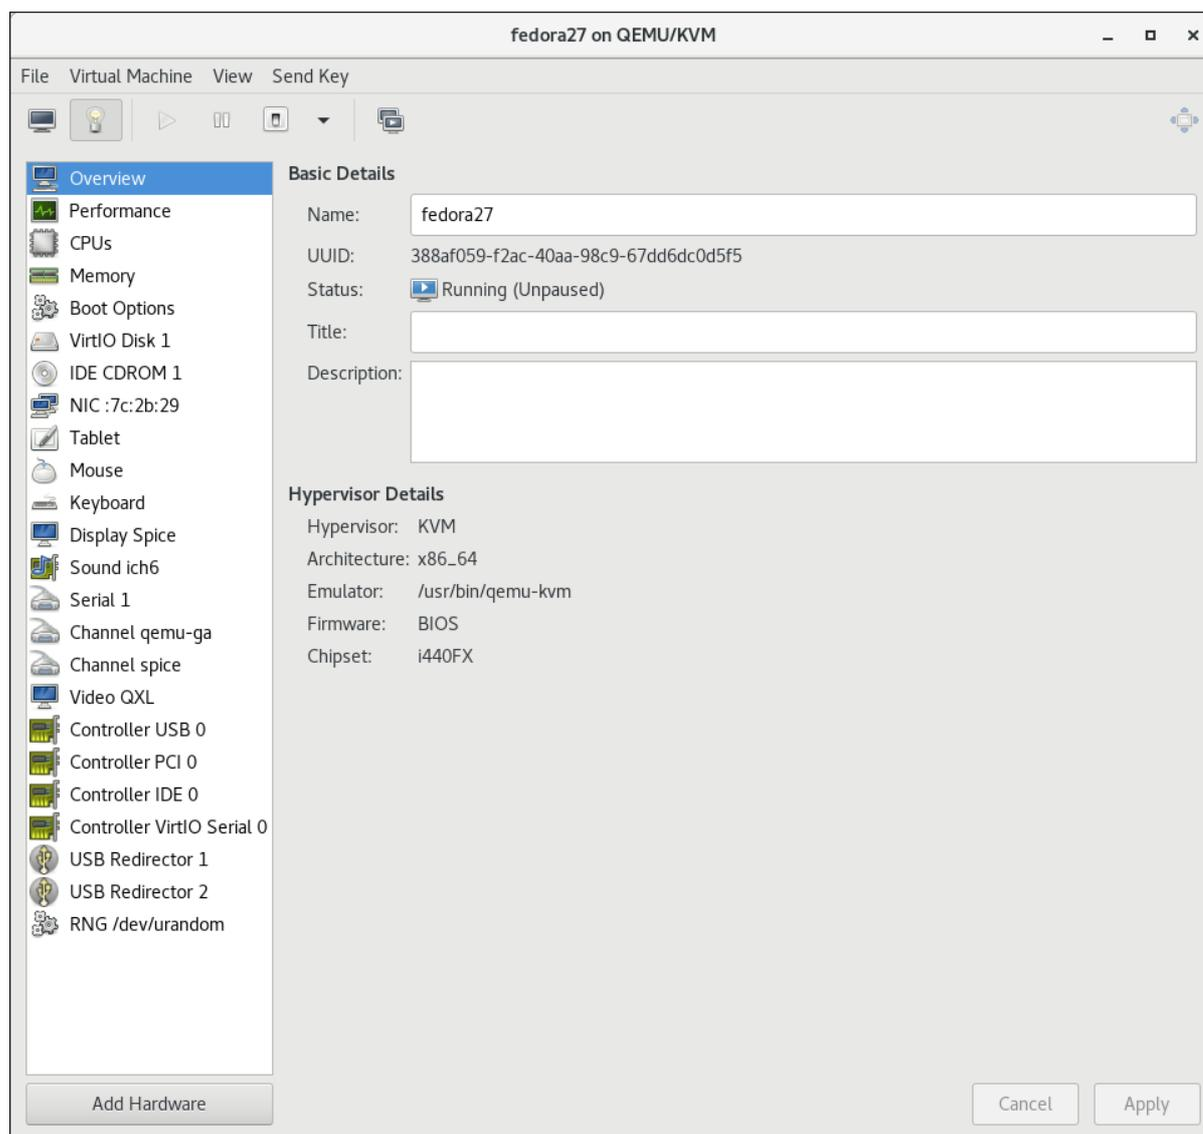 fedora27 on QEMU/KVM
File Virtual Machine View Send Key
Overview
Performance
CPUs
Memory
Boot Options
VirtIO Disk 1
IDE CDROM 1
NIC :7c:2b:29
Tablet
Mouse
Keyboard
Display Spice
Sound ich6
Serial 1
Channel qemu-ga
Channel spice
Video QXL
Controller USB 0
Controller PCI 0
Controller IDE 0
Controller VirtIO Serial 0
USB Redirector 1
USB Redirector 2
RNG /dev/urandom
Add Hardware
Basic Details
Name: fedora27
UUID: 388af059-f2ac-40aa-98c9-67dd6dc0d5f5
Status: Running (Unpaused)
Title:
Description:
Hypervisor Details
Hypervisor: KVM
Architecture: x86_64
Emulator: /usr/bin/qemu-kvm
Firmware: BIOS
Chipset: i440FX
Cancel Apply